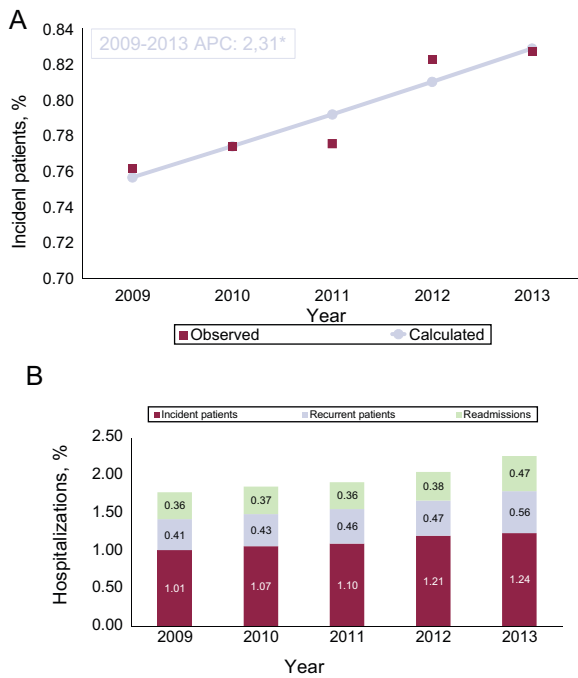 A
2009-2013 APC: 2,31*
Incidenl patients, %
0.84
0.82
0.80
0.78
0.76
0.74
0.72
0.70
2009 2010 2011 2012 2013
Year
Observed Calculated
B
Incident patients Recurrent patients Readmissions
Hospitalizations, %
2.50
2.00
1.50
1.00
0.50
0.00
0.36 0.37 0.36 0.38 0.47
0.41 0.43 0.46 0.47 0.56
1.01 1.07 1.10 1.21 1.24
2009 2010 2011 2012 2013
Year